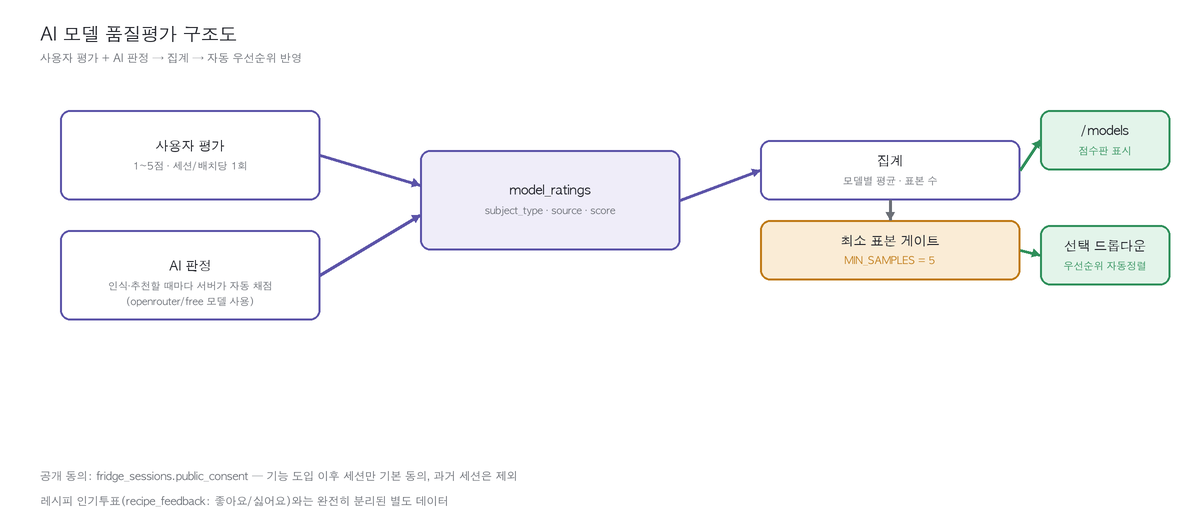 AI 모델 품질평가 구조도
사용자 평가 + AI 판정 → 집계 → 자동 우선순위 반영
사용자 평가
1~5점 · 세션/배치당 1회
AI 판정
인식·추천할 때마다 서버가 자동 채점
(openrouter/free 모델 사용)
model_ratings
subject_type · source · score
집계
모델별 평균 · 표본 수
최소 표본 게이트
MIN_SAMPLES = 5
/models
점수판 표시
선택 드롭다운
우선순위 자동정렬
공개 동의: fridge_sessions.public_consent — 기능 도입 이후 세션만 기본 동의, 과거 세션은 제외
레시피 인기투표(recipe_feedback: 좋아요/싫어요)와는 완전히 분리된 별도 데이터